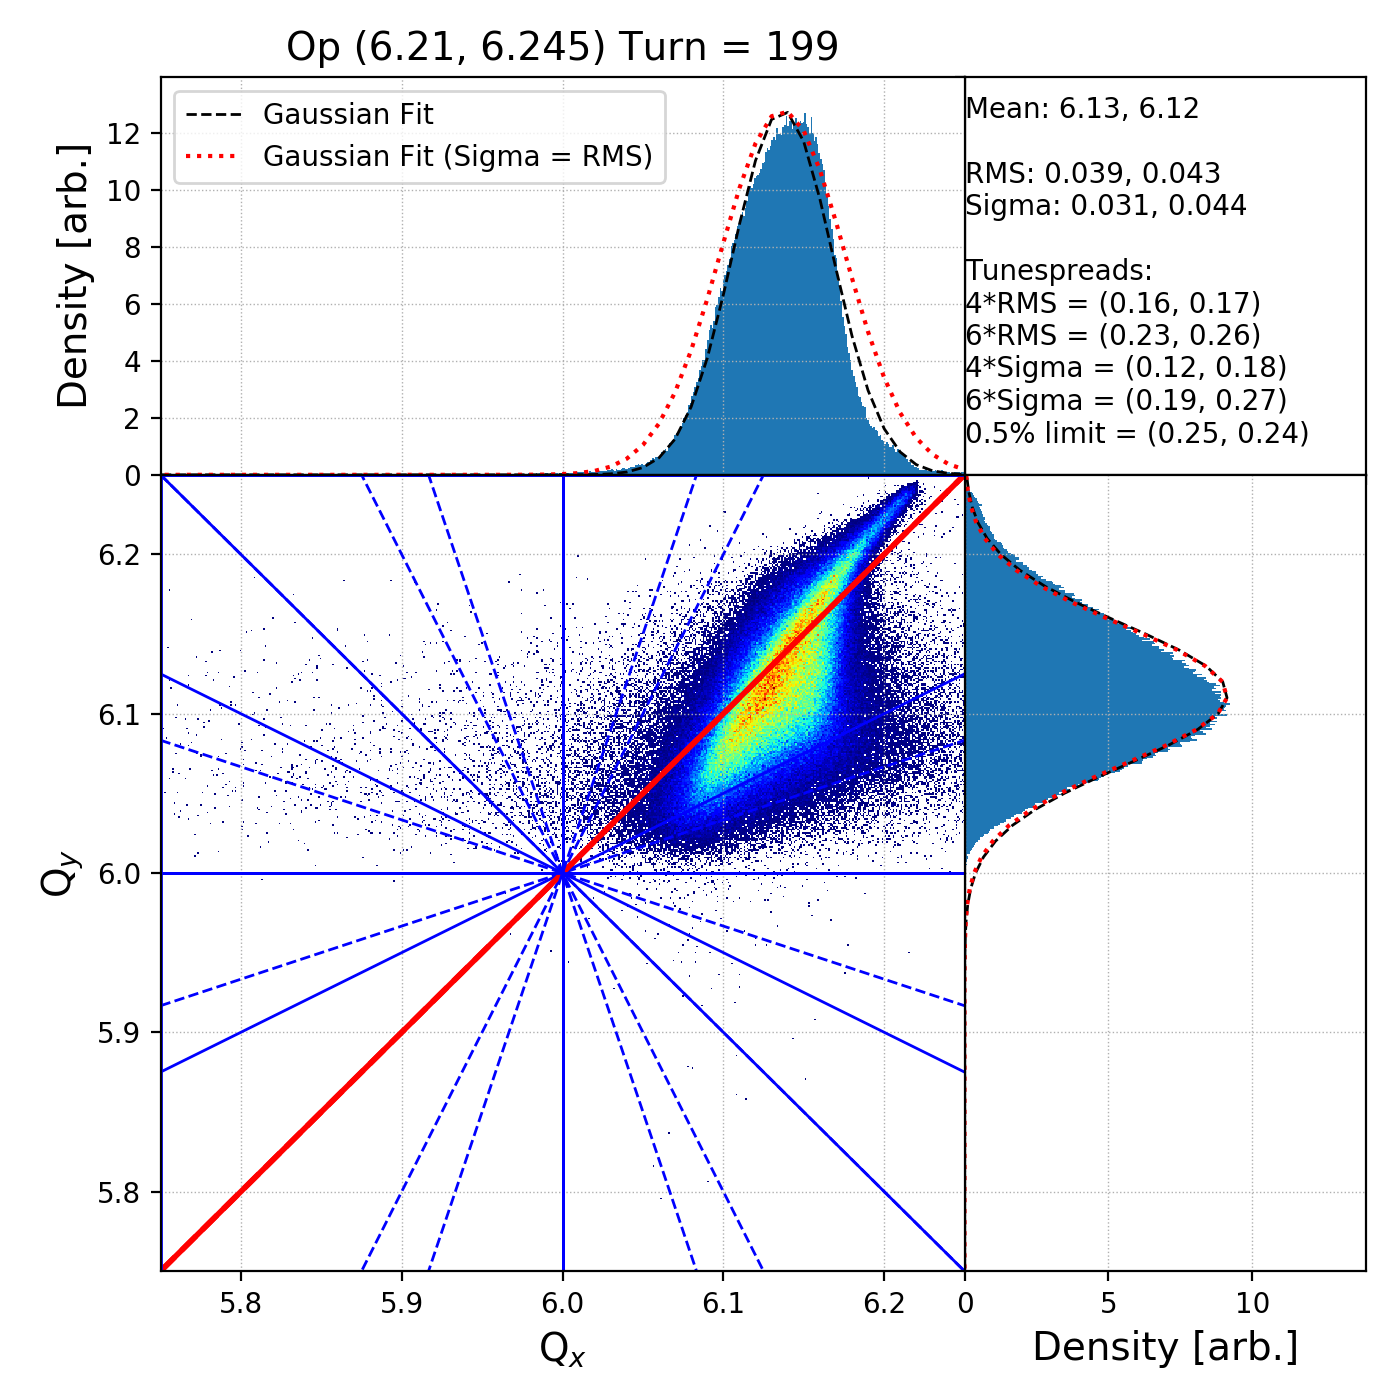 Op (6.21, 6.245) Turn = 199
Gaussian Fit
Gaussian Fit (Sigma = RMS)
Density [arb.]
12
10
8
6
4
2
0
Mean: 6.13, 6.12
RMS: 0.039, 0.043
Sigma: 0.031, 0.044
Tunespreads:
4*RMS = (0.16, 0.17)
6*RMS = (0.23, 0.26)
4*Sigma = (0.12, 0.18)
6*Sigma = (0.19, 0.27)
0.5% limit = (0.25, 0.24)
Qy
6.2
6.1
6.0
5.9
5.8
5.8 5.9 6.0 6.1 6.2
Qx
0 5 10
Density [arb.]